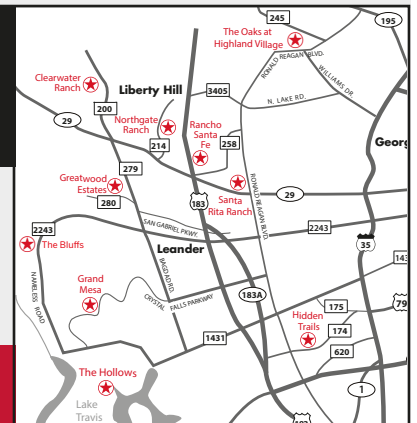 245
195
The Oaks at
Highland Village
RONALD REAGAN BLVD.
WILLIAMS DR.
Clearwater
Ranch
Liberty Hill
3405
N. LAKE RD.
200
Northgate
Ranch
Rancho
Santa
Fe
29
214
258
Georg
279
Greatwood
Estates
280
Santa
Rita Ranch
183
RONALD REAGAN BLVD.
29
2243
SAN GABRIEL PKWY.
2243
The Bluffs
Leander
35
143
BAGDAD RD.
NAMELESS ROAD
Grand
Mesa
CRYSTAL FALLS PARKWAY
183A
175
79
Hidden
Trails
174
1431
620
The Hollows
1
Lake
Travis
183